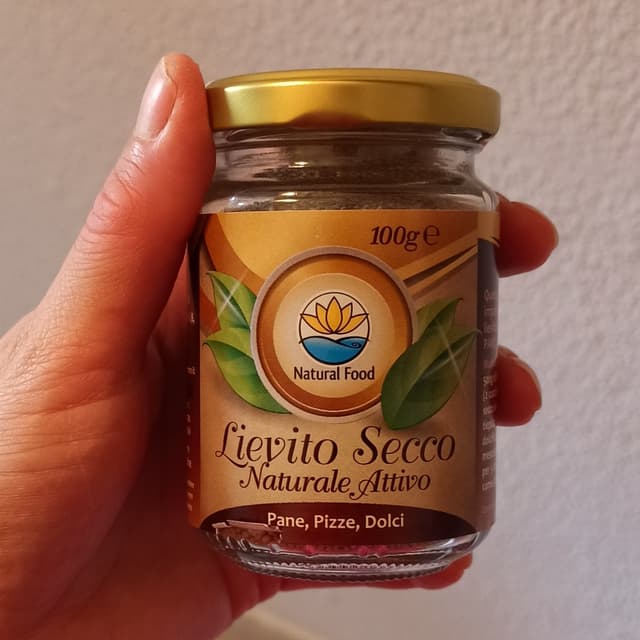 100g ℮
Natural Food
Lievito Secco
Naturale Attivo
Pane, Pizze, Dolci